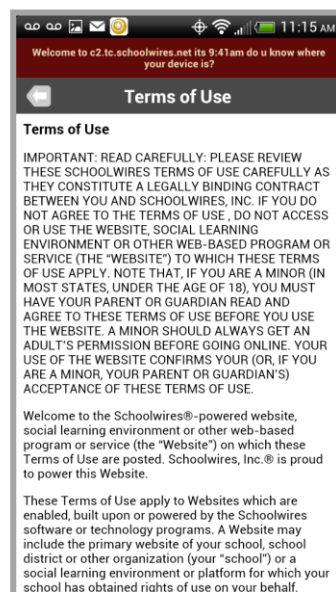 11:15 AM
Welcome to c2.tc.schoolwires.net its 9:41am do u know where
your device is?
Terms of Use
Terms of Use
IMPORTANT: READ CAREFULLY: PLEASE REVIEW
THESE SCHOOLWIRES TERMS OF USE CAREFULLY AS
THEY CONSTITUTE A LEGALLY BINDING CONTRACT
BETWEEN YOU AND SCHOOLWIRES, INC. IF YOU DO
NOT AGREE TO THE TERMS OF USE , DO NOT ACCESS
OR USE THE WEBSITE, SOCIAL LEARNING
ENVIRONMENT OR OTHER WEB-BASED PROGRAM OR
SERVICE (THE “WEBSITE”) TO WHICH THESE TERMS
OF USE APPLY. NOTE THAT, IF YOU ARE A MINOR (IN
MOST STATES, UNDER THE AGE OF 18), YOU MUST
HAVE YOUR PARENT OR GUARDIAN READ AND
AGREE TO THESE TERMS OF USE BEFORE YOU USE
THE WEBSITE. A MINOR SHOULD ALWAYS GET AN
ADULT’S PERMISSION BEFORE GOING ONLINE. YOUR
USE OF THE WEBSITE CONFIRMS YOUR (OR, IF YOU
ARE A MINOR, YOUR PARENT OR GUARDIAN’S)
ACCEPTANCE OF THESE TERMS OF USE.
Welcome to the Schoolwires®-powered website,
social learning environment or other web-based
program or service (the “Website”) on which these
Terms of Use are posted. Schoolwires, Inc.® is proud
to power this Website.
These Terms of Use apply to Websites which are
enabled, built upon or powered by the Schoolwires
software or technology programs. A Website may
include the primary website of your school, school
district or other organization (your “school”) or a
social learning environment or platform for which your
school has obtained rights of use on your behalf.